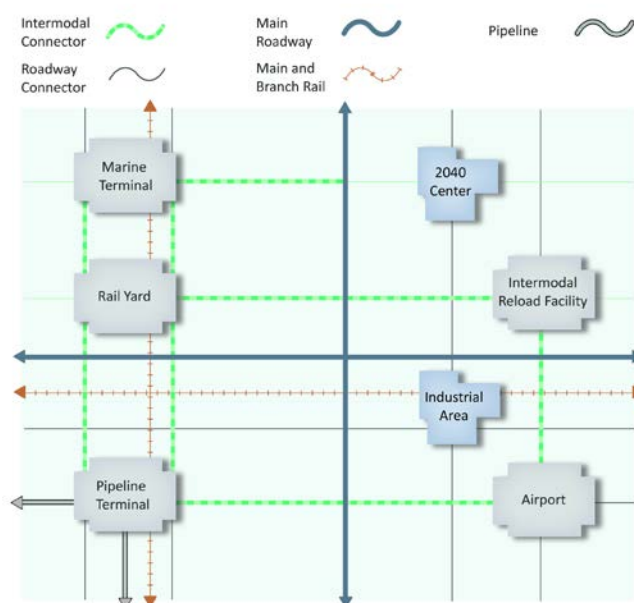 Intermodal
Connector
Main
Roadway
Pipeline
Roadway
Connector
Main and
Branch Rail
Marine
Terminal
2040
Center
Rail Yard
Intermodal
Reload Facility
Industrial
Area
Pipeline
Terminal
Airport